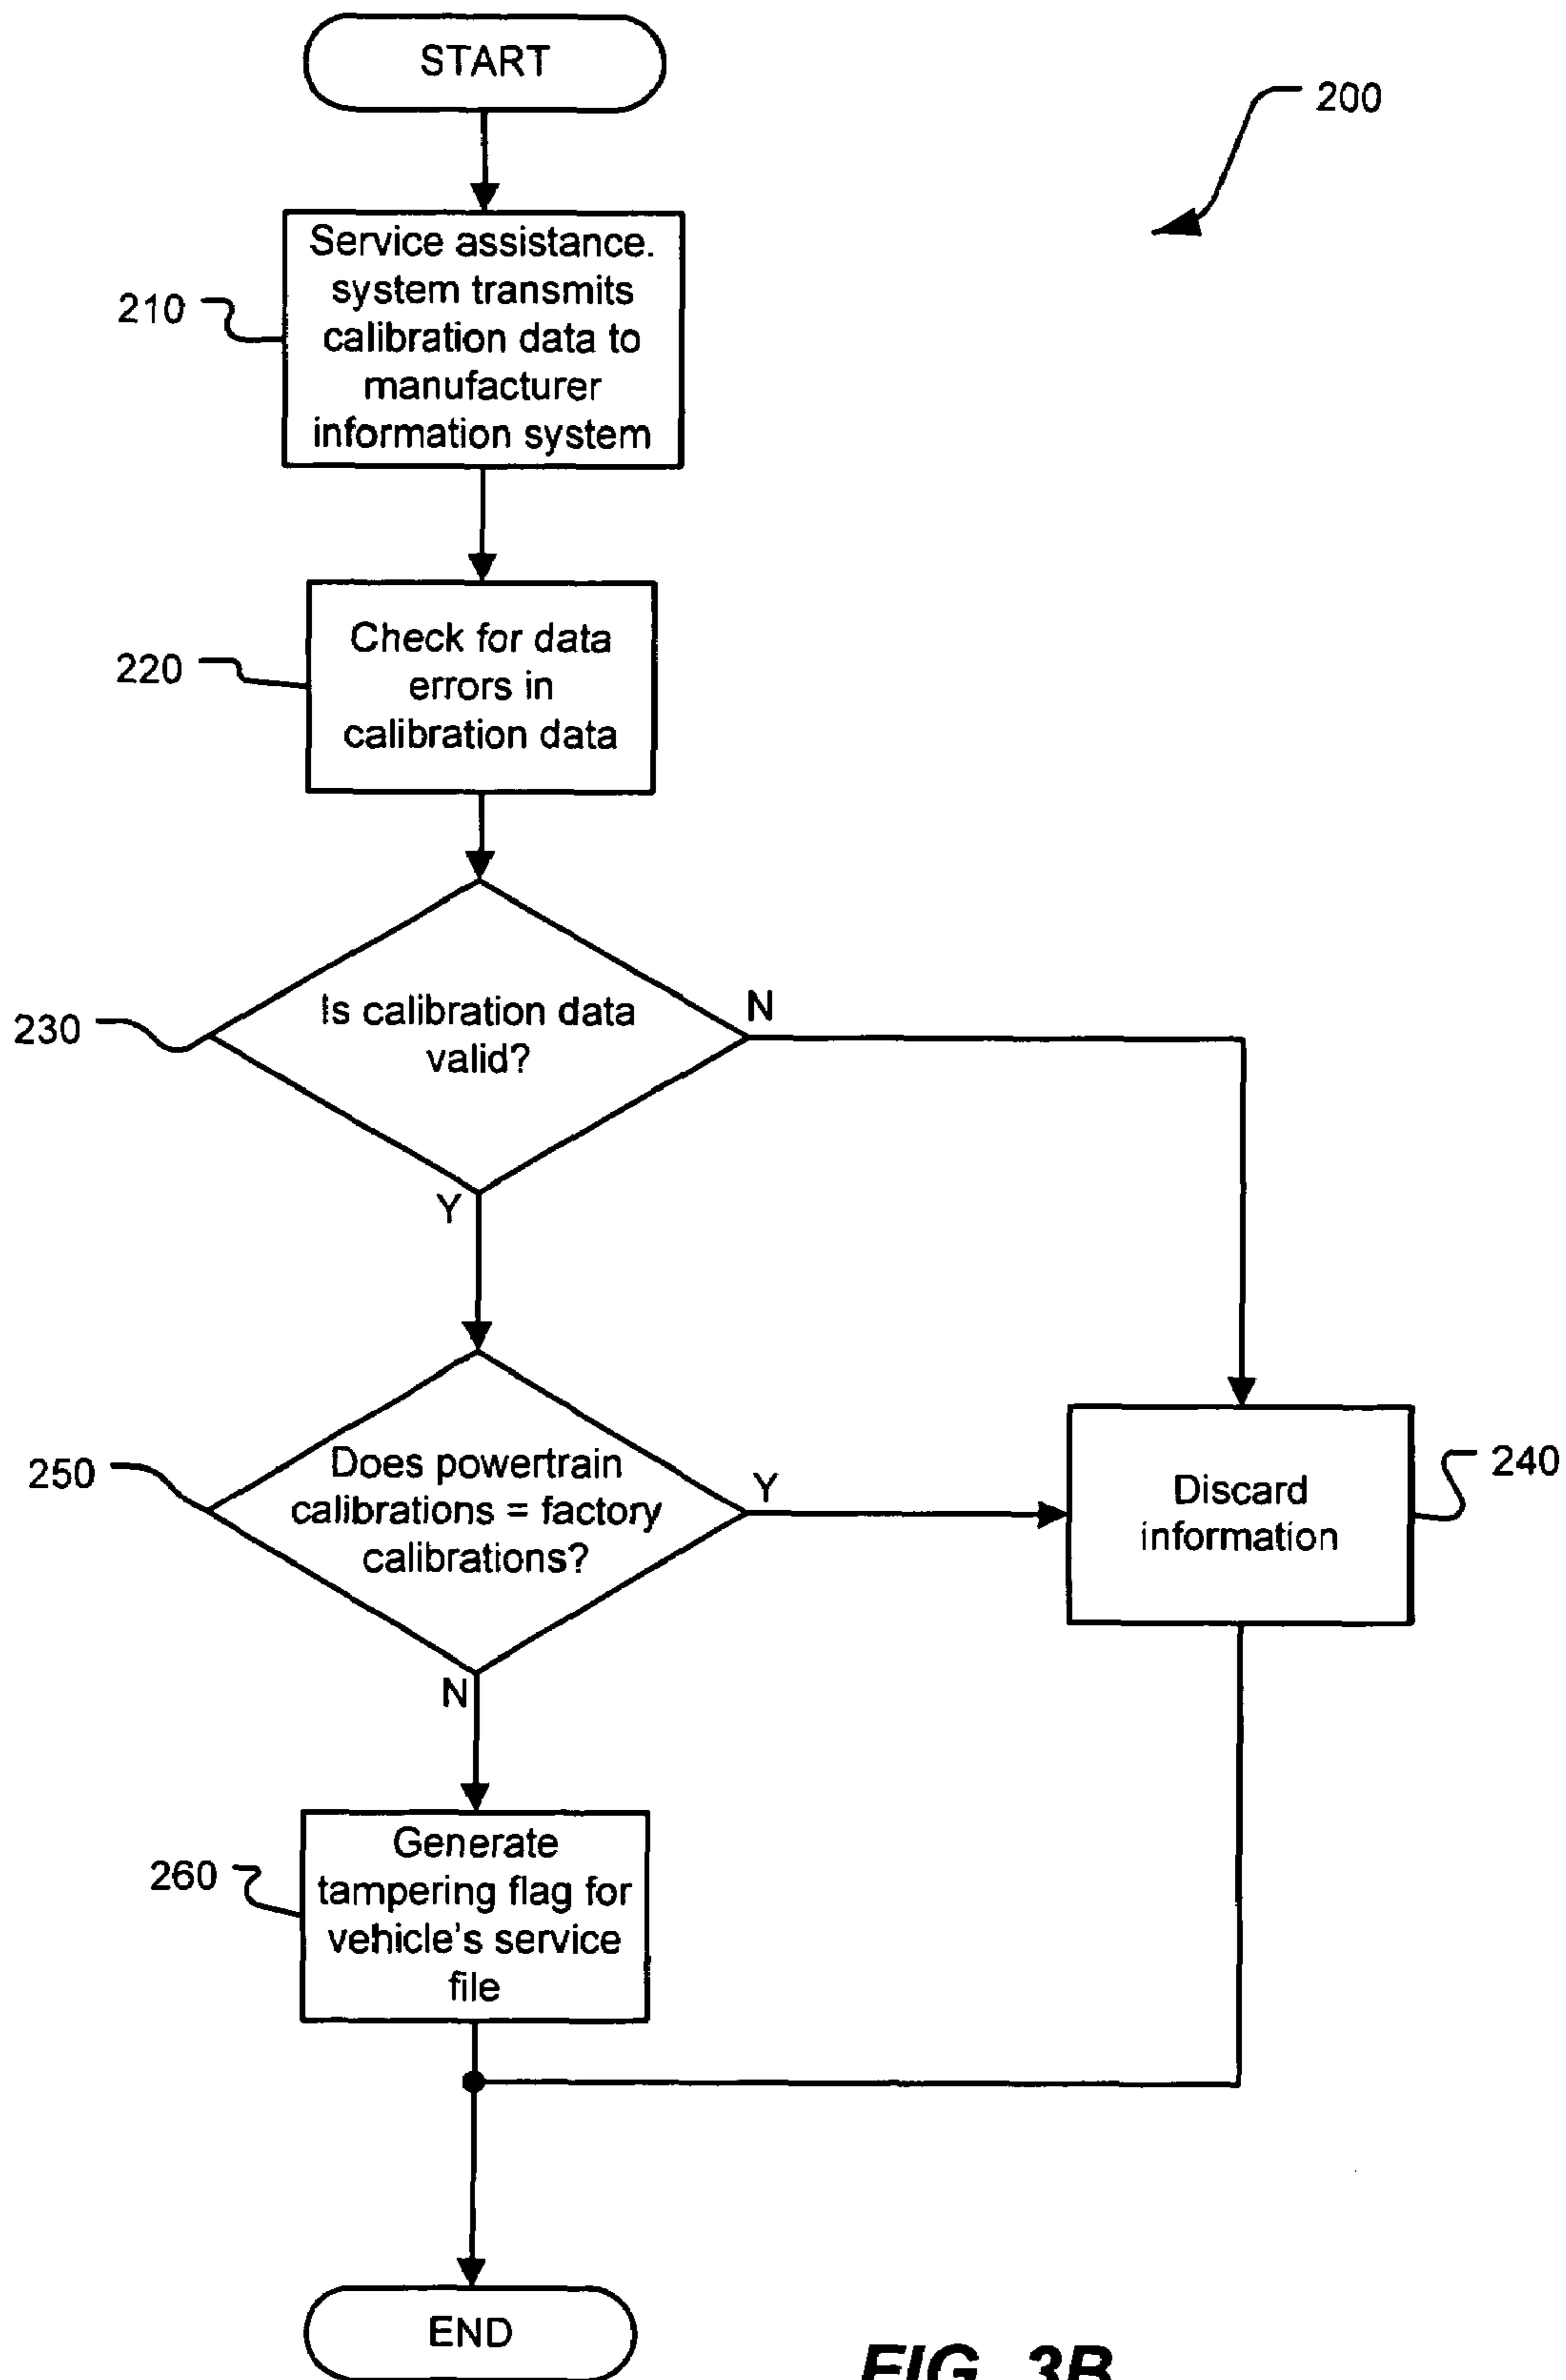 START
200
Service assistance.
system transmits
calibration data to
manufacturer
information system
210
Check for data
errors in
calibration data
220
Is calibration data
valid?
230
N
Y
Does powertrain
calibrations = factory
calibrations?
250
Y
N
Discard
information
240
Generate
tampering flag for
vehicle's service
file
260
END
FIG. 3B